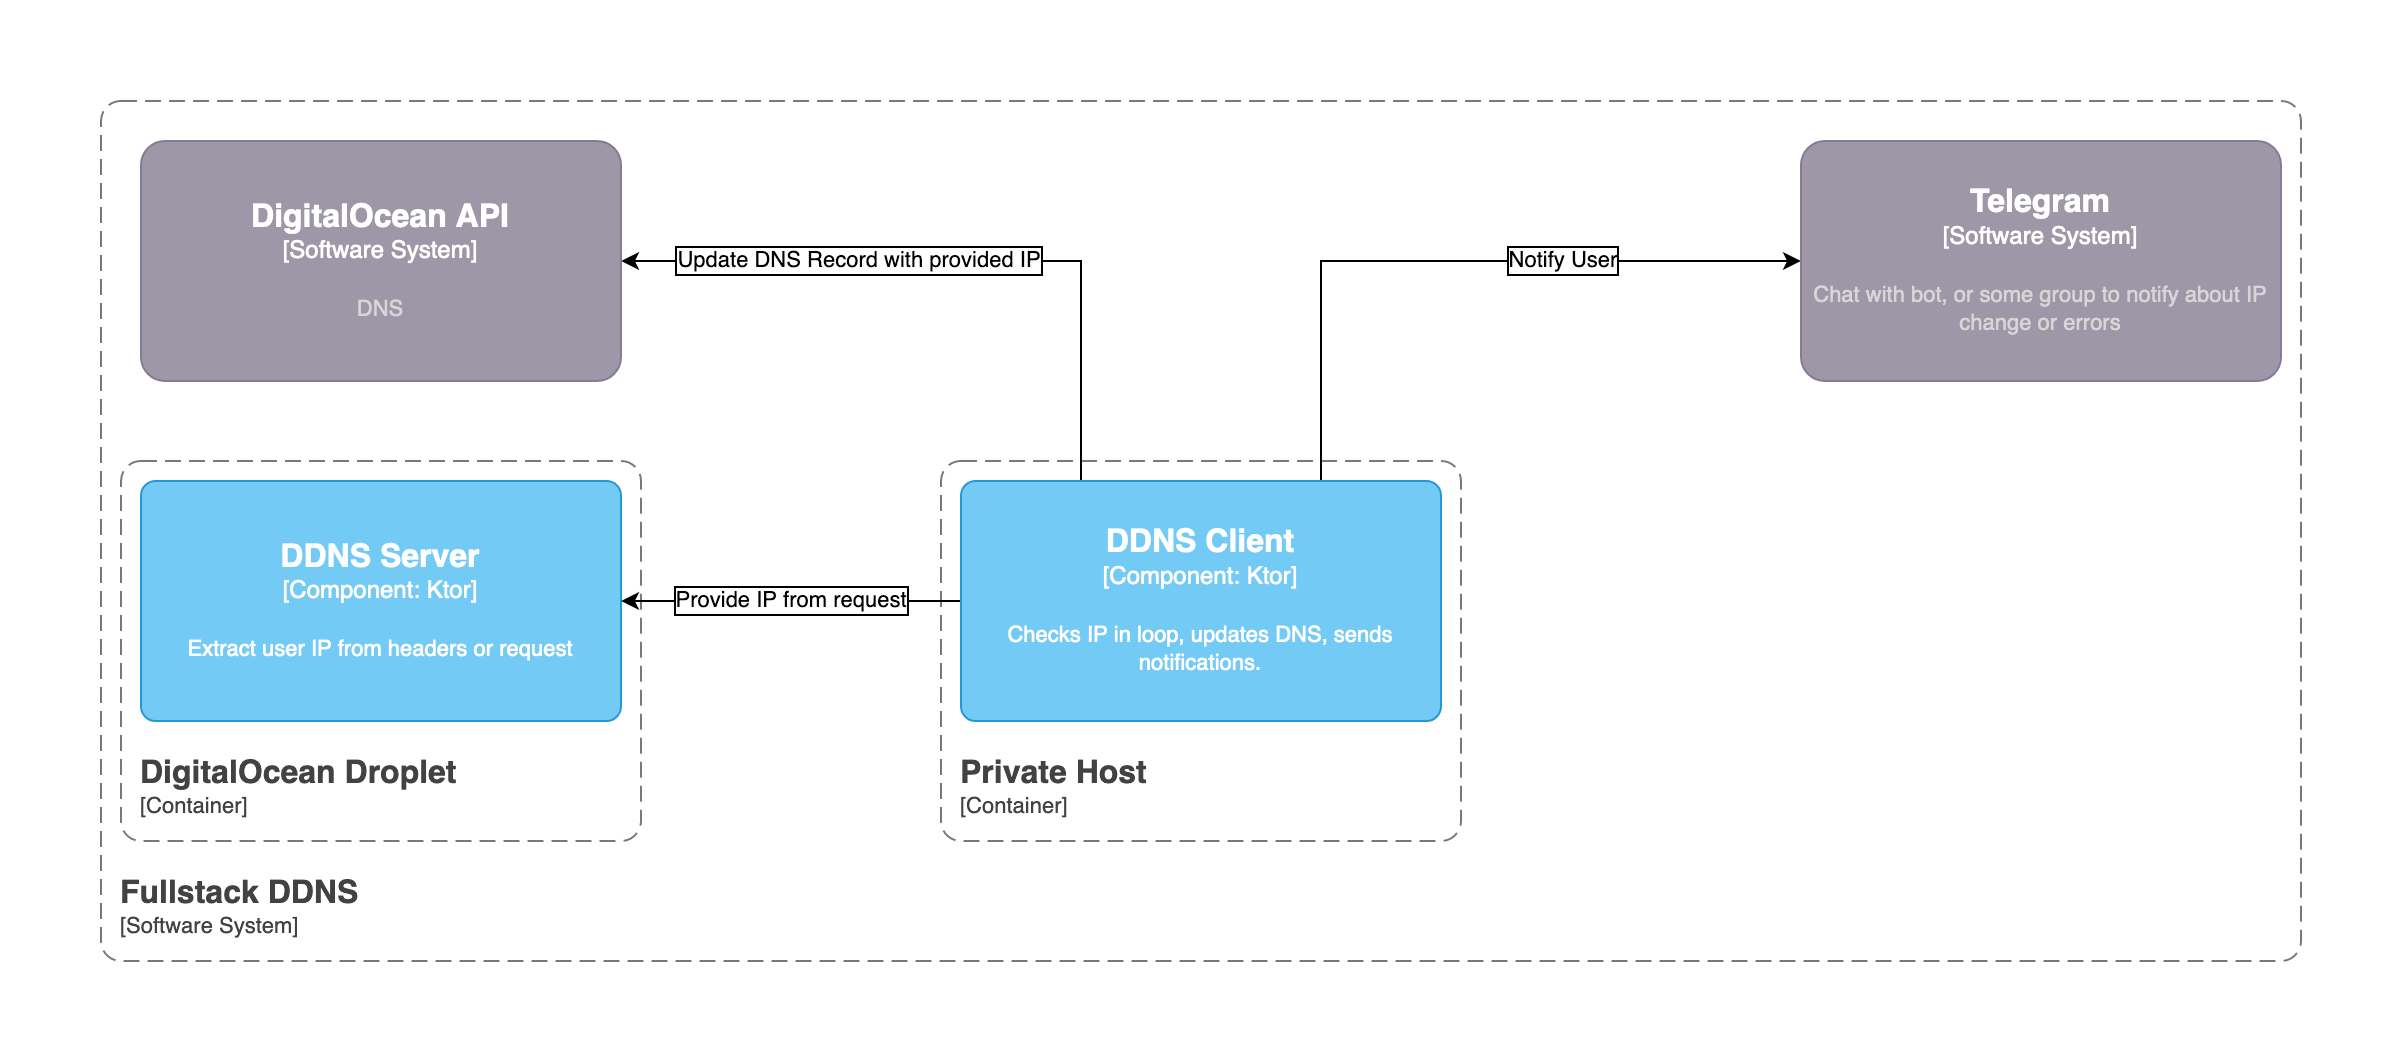 DigitalOcean API
[Software System]
DNS
Update DNS Record with provided IP
Notify User
Telegram
[Software System]
Chat with bot, or some group to notify about IP
change or errors
DDNS Server
[Component: Ktor]
Extract user IP from headers or request
Provide IP from request
DDNS Client
[Component: Ktor]
Checks IP in loop, updates DNS, sends
notifications.
DigitalOcean Droplet
[Container]
Private Host
[Container]
Fullstack DDNS
[Software System]